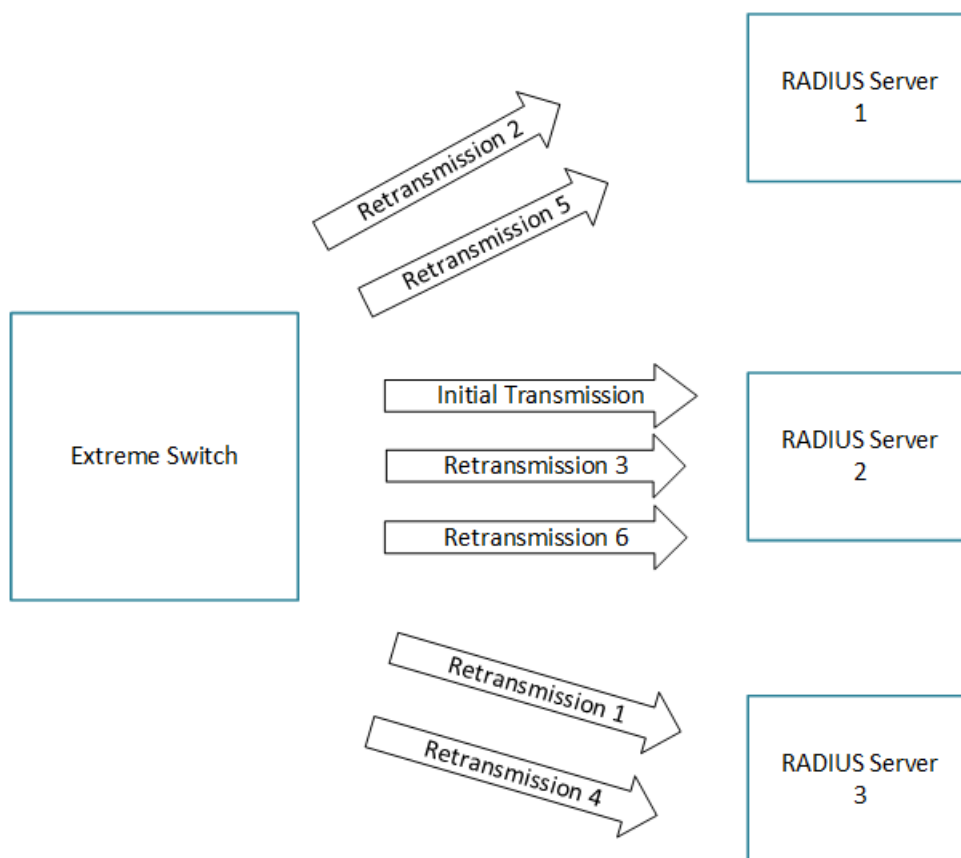 RADIUS Server
1
Retransmission 2
Retransmission 5
Extreme Switch
Initial Transmission
Retransmission 3
Retransmission 6
RADIUS Server
2
Retransmission 1
Retransmission 4
RADIUS Server
3